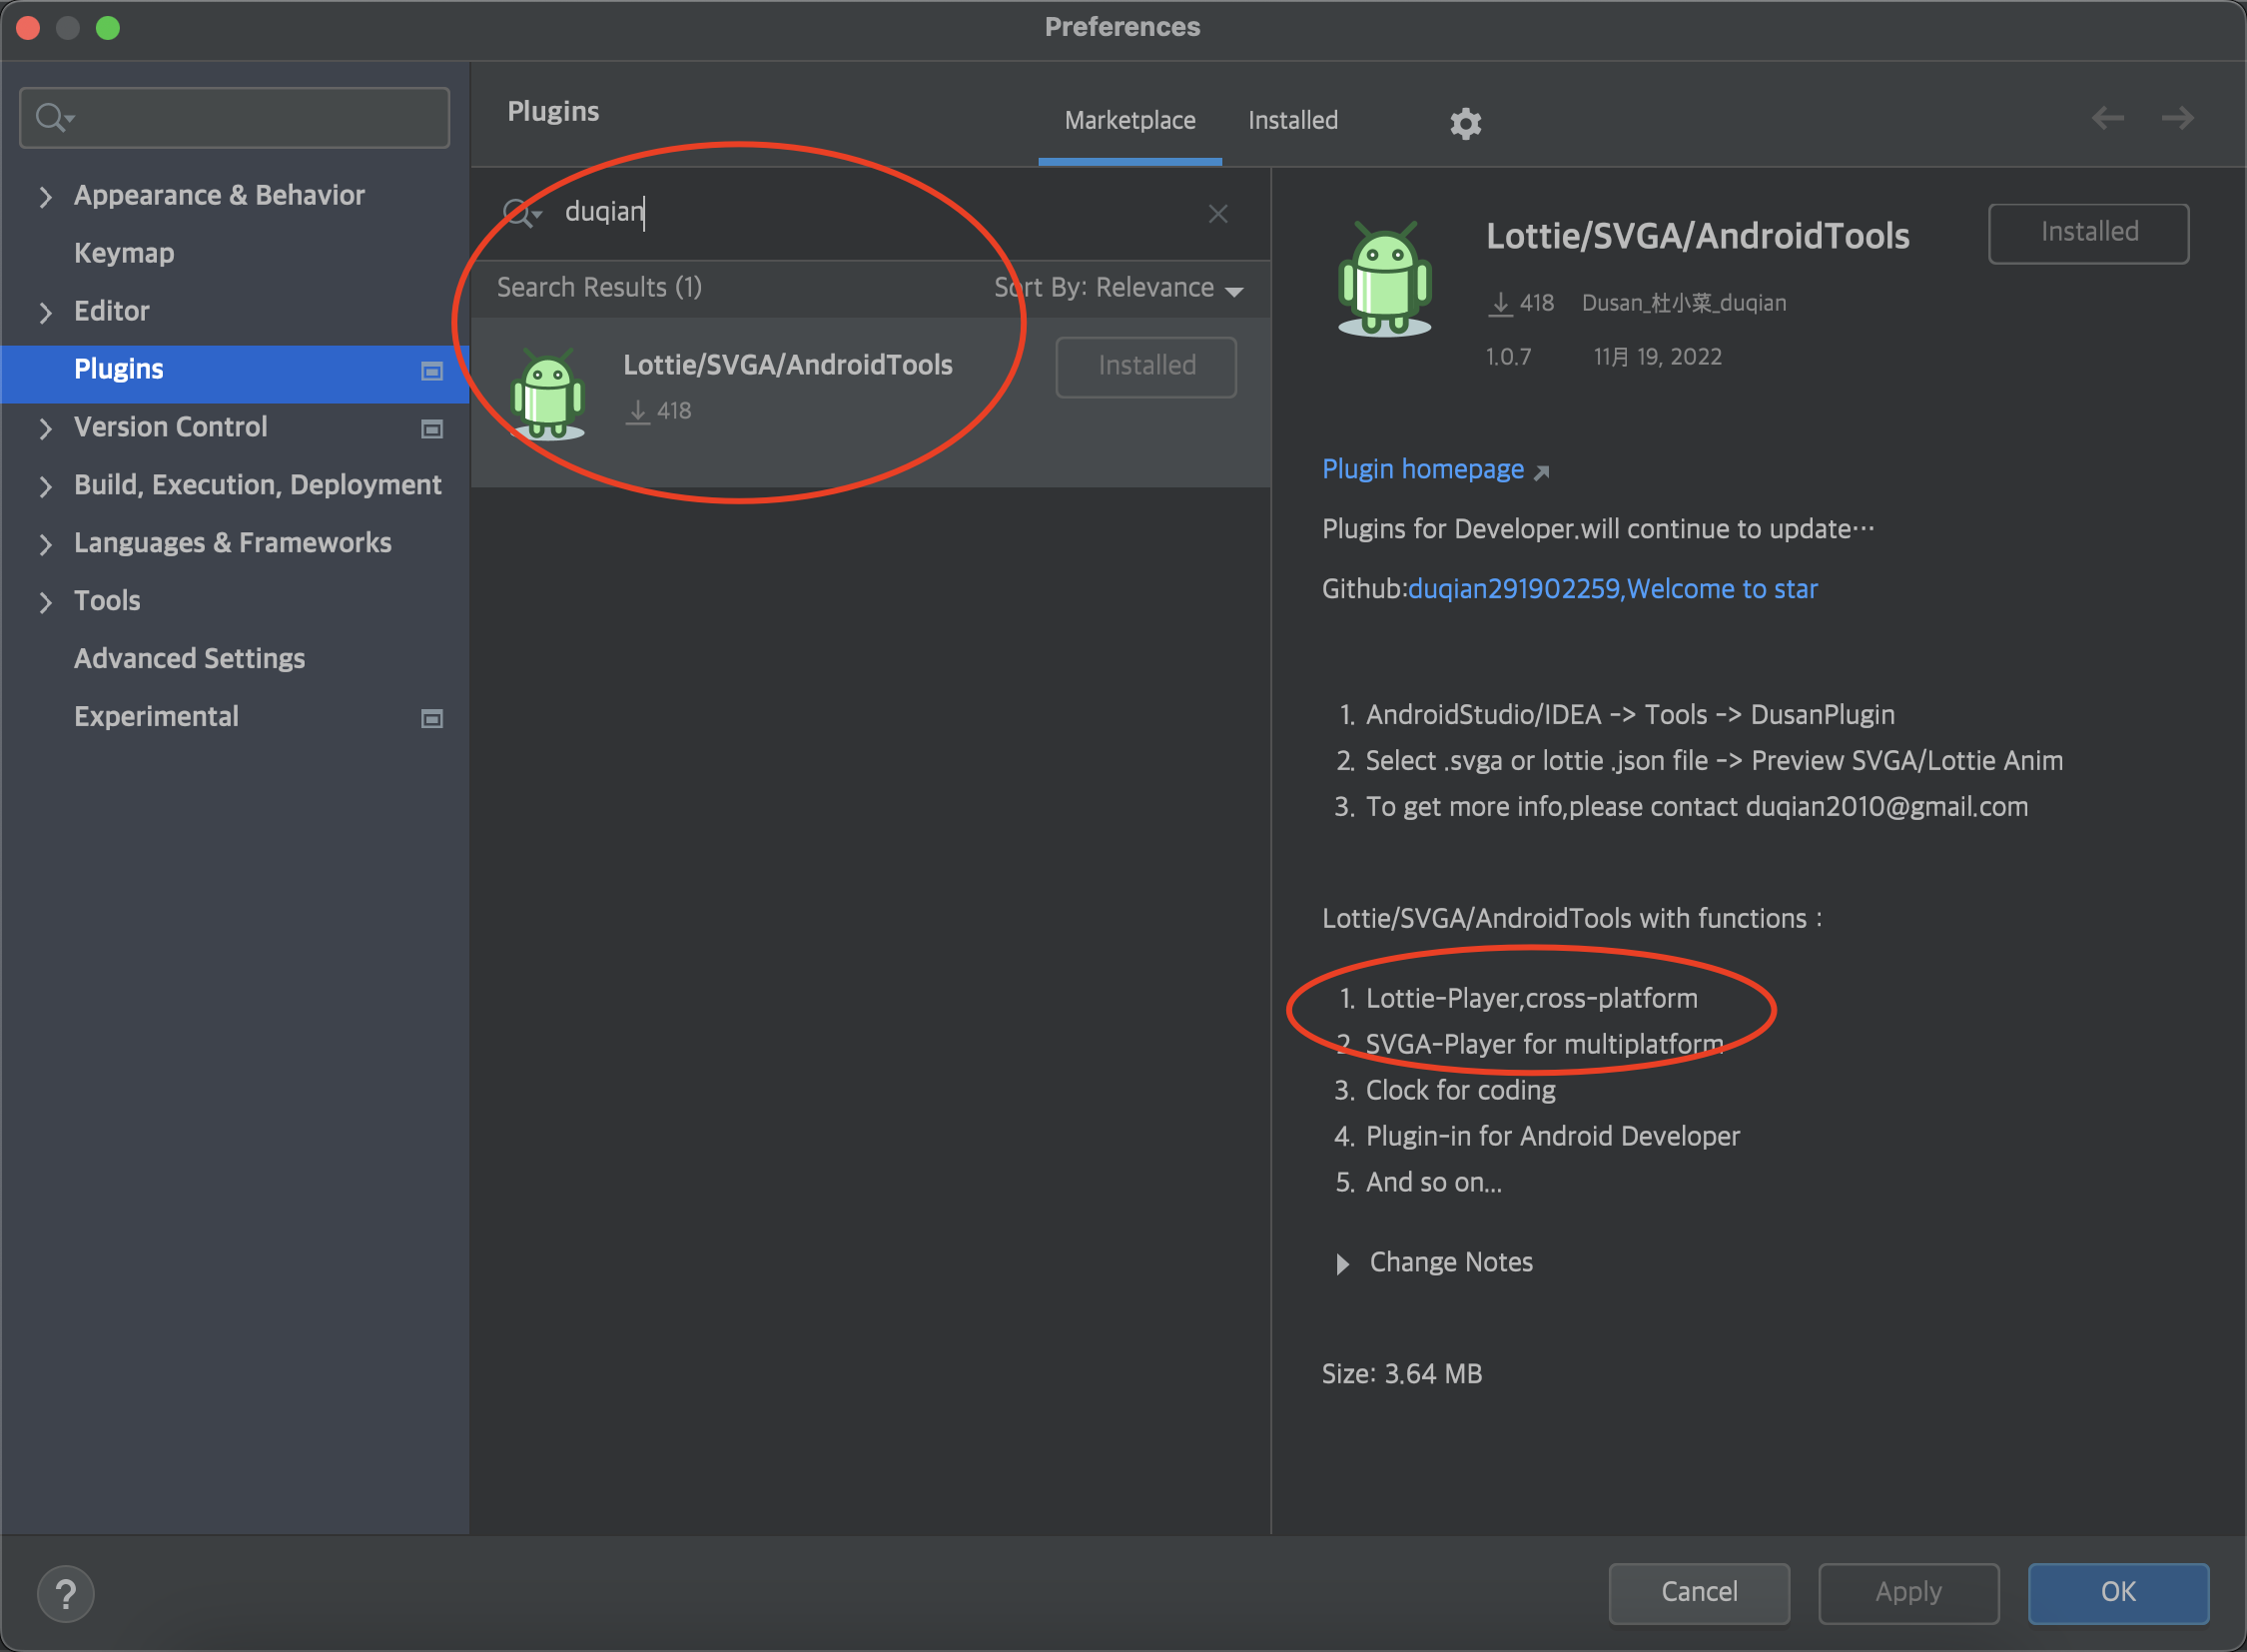 Preferences
Appearance & Behavior
Keymap
Editor
Plugins
Version Control
Build, Execution, Deployment
Languages & Frameworks
Tools
Advanced Settings
Experimental
Plugins
Marketplace
Installed
duqian
Search Results (1)
Sort By: Relevance
Lottie/SVGA/AndroidTools
418
Installed
Lottie/SVGA/AndroidTools
Installed
418 Dusan_杜小菜_duqian
1.0.7 11月 19, 2022
Plugin homepage
Plugins for Developer.will continue to update···
Github:duqian291902259,Welcome to star
1. AndroidStudio/IDEA -> Tools -> DusanPlugin
2. Select .svga or lottie .json file -> Preview SVGA/Lottie Anim
3. To get more info,please contact duqian2010@gmail.com
Lottie/SVGA/AndroidTools with functions :
1. Lottie-Player,cross-platform
2. SVGA-Player for multiplatform
3. Clock for coding
4. Plugin-in for Android Developer
5. And so on...
Change Notes
Size: 3.64 MB
?
Cancel
Apply
OK